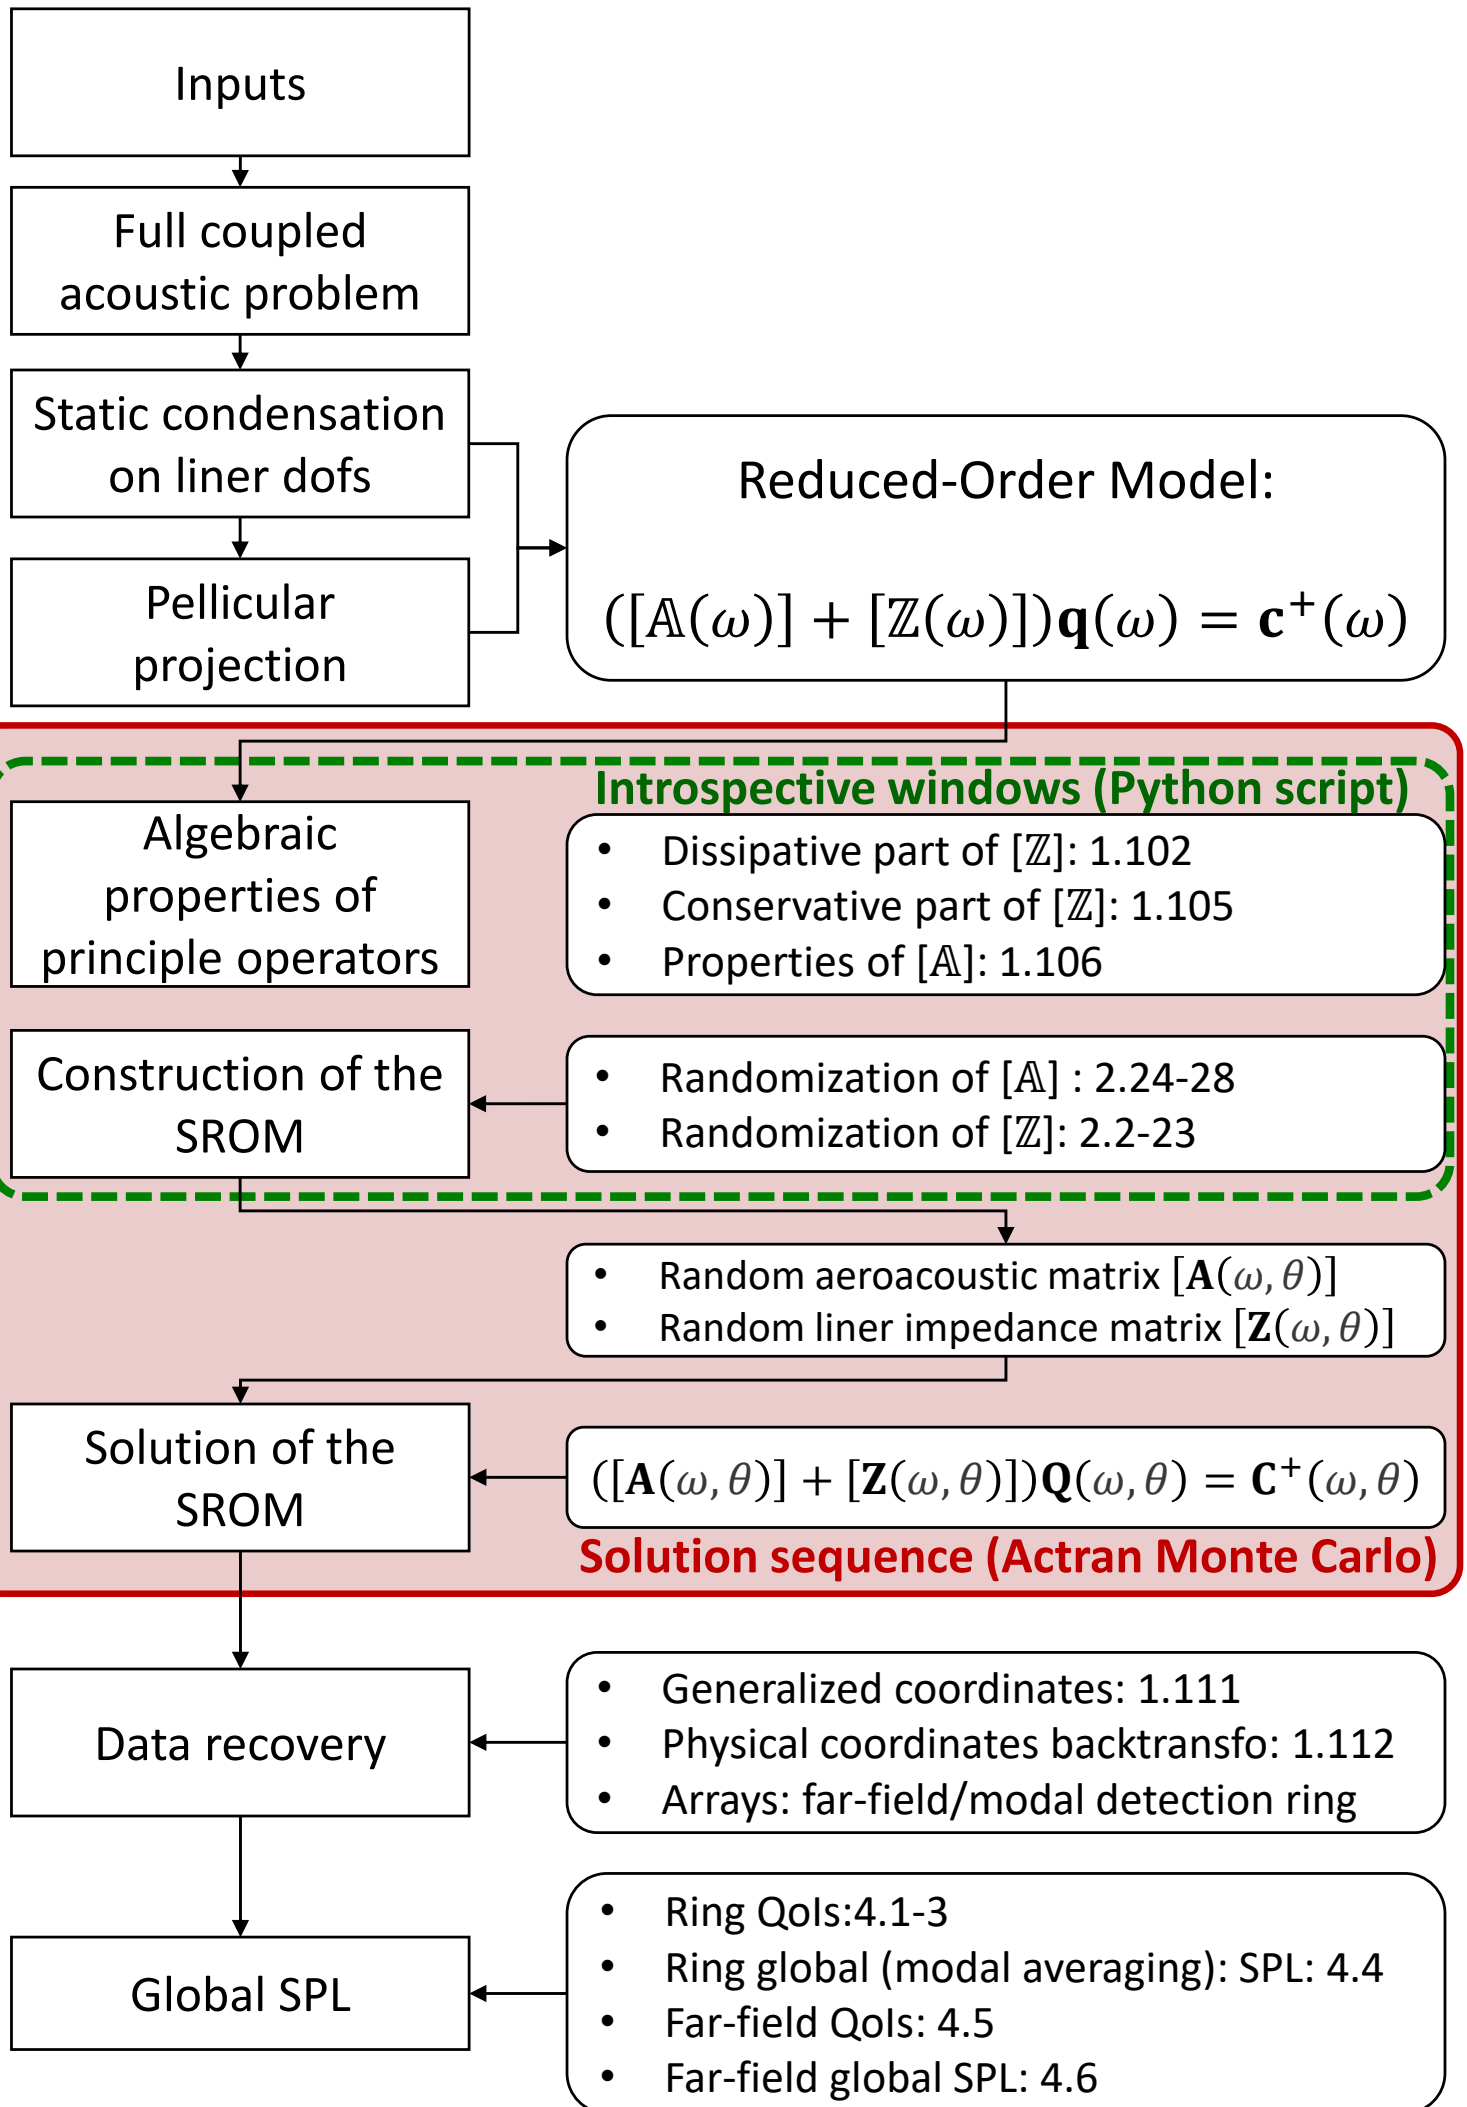 Inputs
Full coupled
acoustic problem
Static condensation
on liner dofs
Pellicular
projection
Reduced-Order Model:
([𝔸(ω)] + [ℤ(ω)])𝐪(ω) = 𝐜⁺(ω)
Introspective windows (Python script)
Algebraic
properties of
principle operators
• Dissipative part of [ℤ]: 1.102
• Conservative part of [ℤ]: 1.105
• Properties of [𝔸]: 1.106
Construction of the
SROM
• Randomization of [𝔸] : 2.24-28
• Randomization of [ℤ]: 2.2-23
• Random aeroacoustic matrix [𝐀(ω, θ)]
• Random liner impedance matrix [𝐙(ω, θ)]
Solution of the
SROM
([𝐀(ω, θ)] + [𝐙(ω, θ)])𝐐(ω, θ) = 𝐂⁺(ω, θ)
Solution sequence (Actran Monte Carlo)
Data recovery
• Generalized coordinates: 1.111
• Physical coordinates backtransfo: 1.112
• Arrays: far-field/modal detection ring
Global SPL
• Ring QoIs:4.1-3
• Ring global (modal averaging): SPL: 4.4
• Far-field QoIs: 4.5
• Far-field global SPL: 4.6